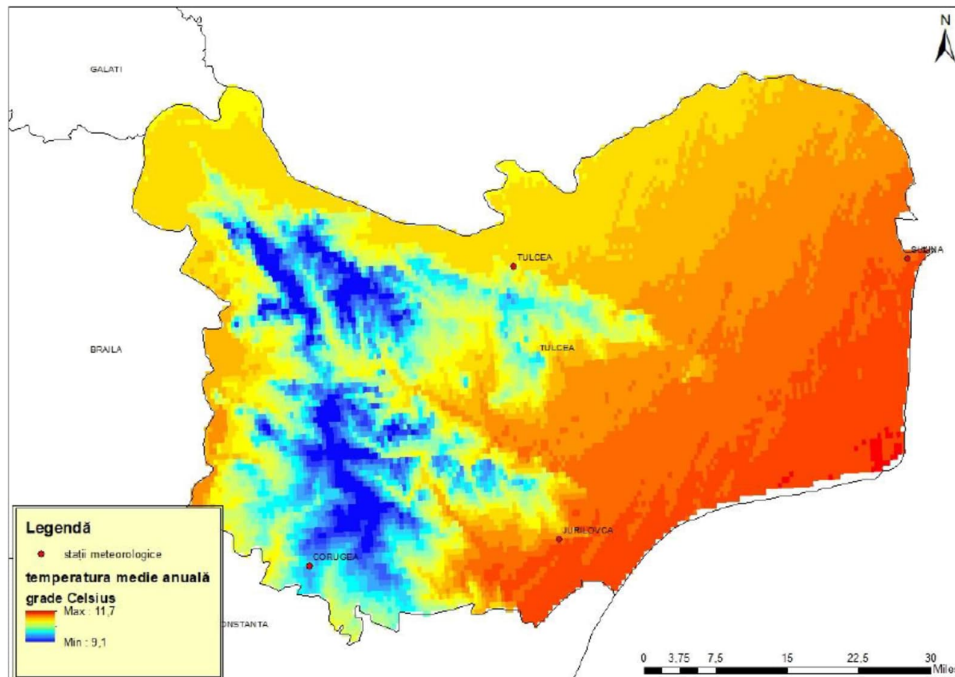 N
GALATI
SULINA
TULCEA
BRAILA
TULCEA
JURILOVCA
CORUGEA
CONSTANTA
Legendă
stații meteorologice
temperatura medie anuală
grade Celsius
Max : 11,7
Min : 9,1
0 3.75 7.5 15 22.5 30
Miles